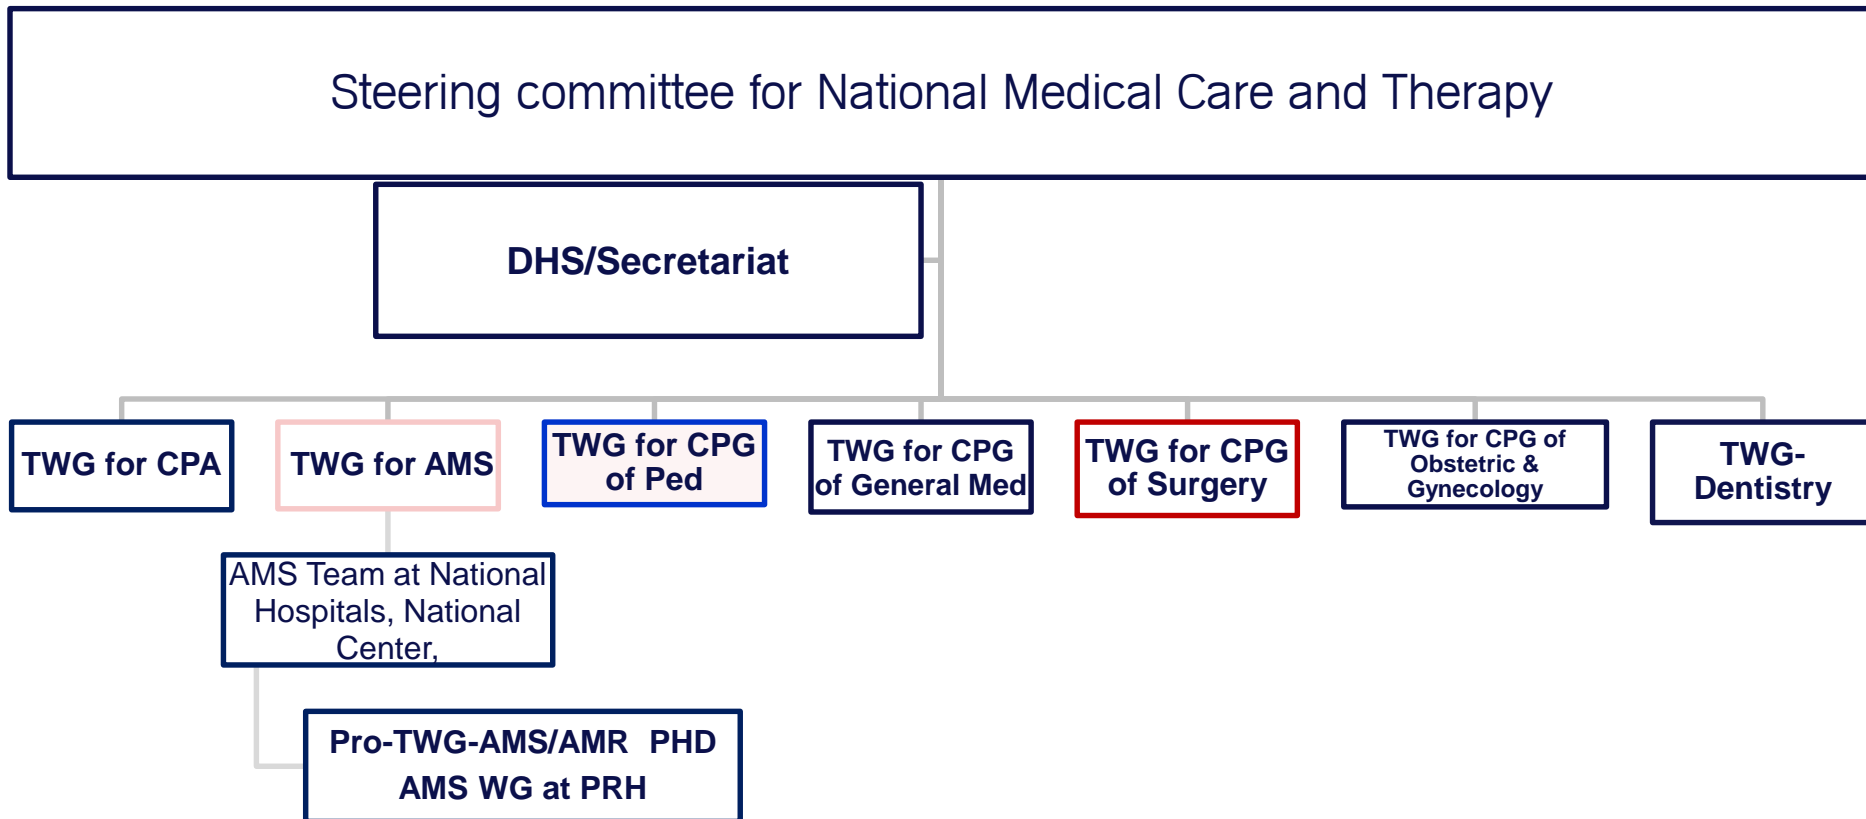 Steering committee for National Medical Care and Therapy
DHS/Secretariat
TWG for CPA
TWG for AMS
TWG for CPG
of Ped
TWG for CPG
of General Med
TWG for CPG
of Surgery
TWG for CPG of
Obstetric &
Gynecology
TWG-
Dentistry
AMS Team at National
Hospitals, National
Center,
Pro-TWG-AMS/AMR PHD
AMS WG at PRH